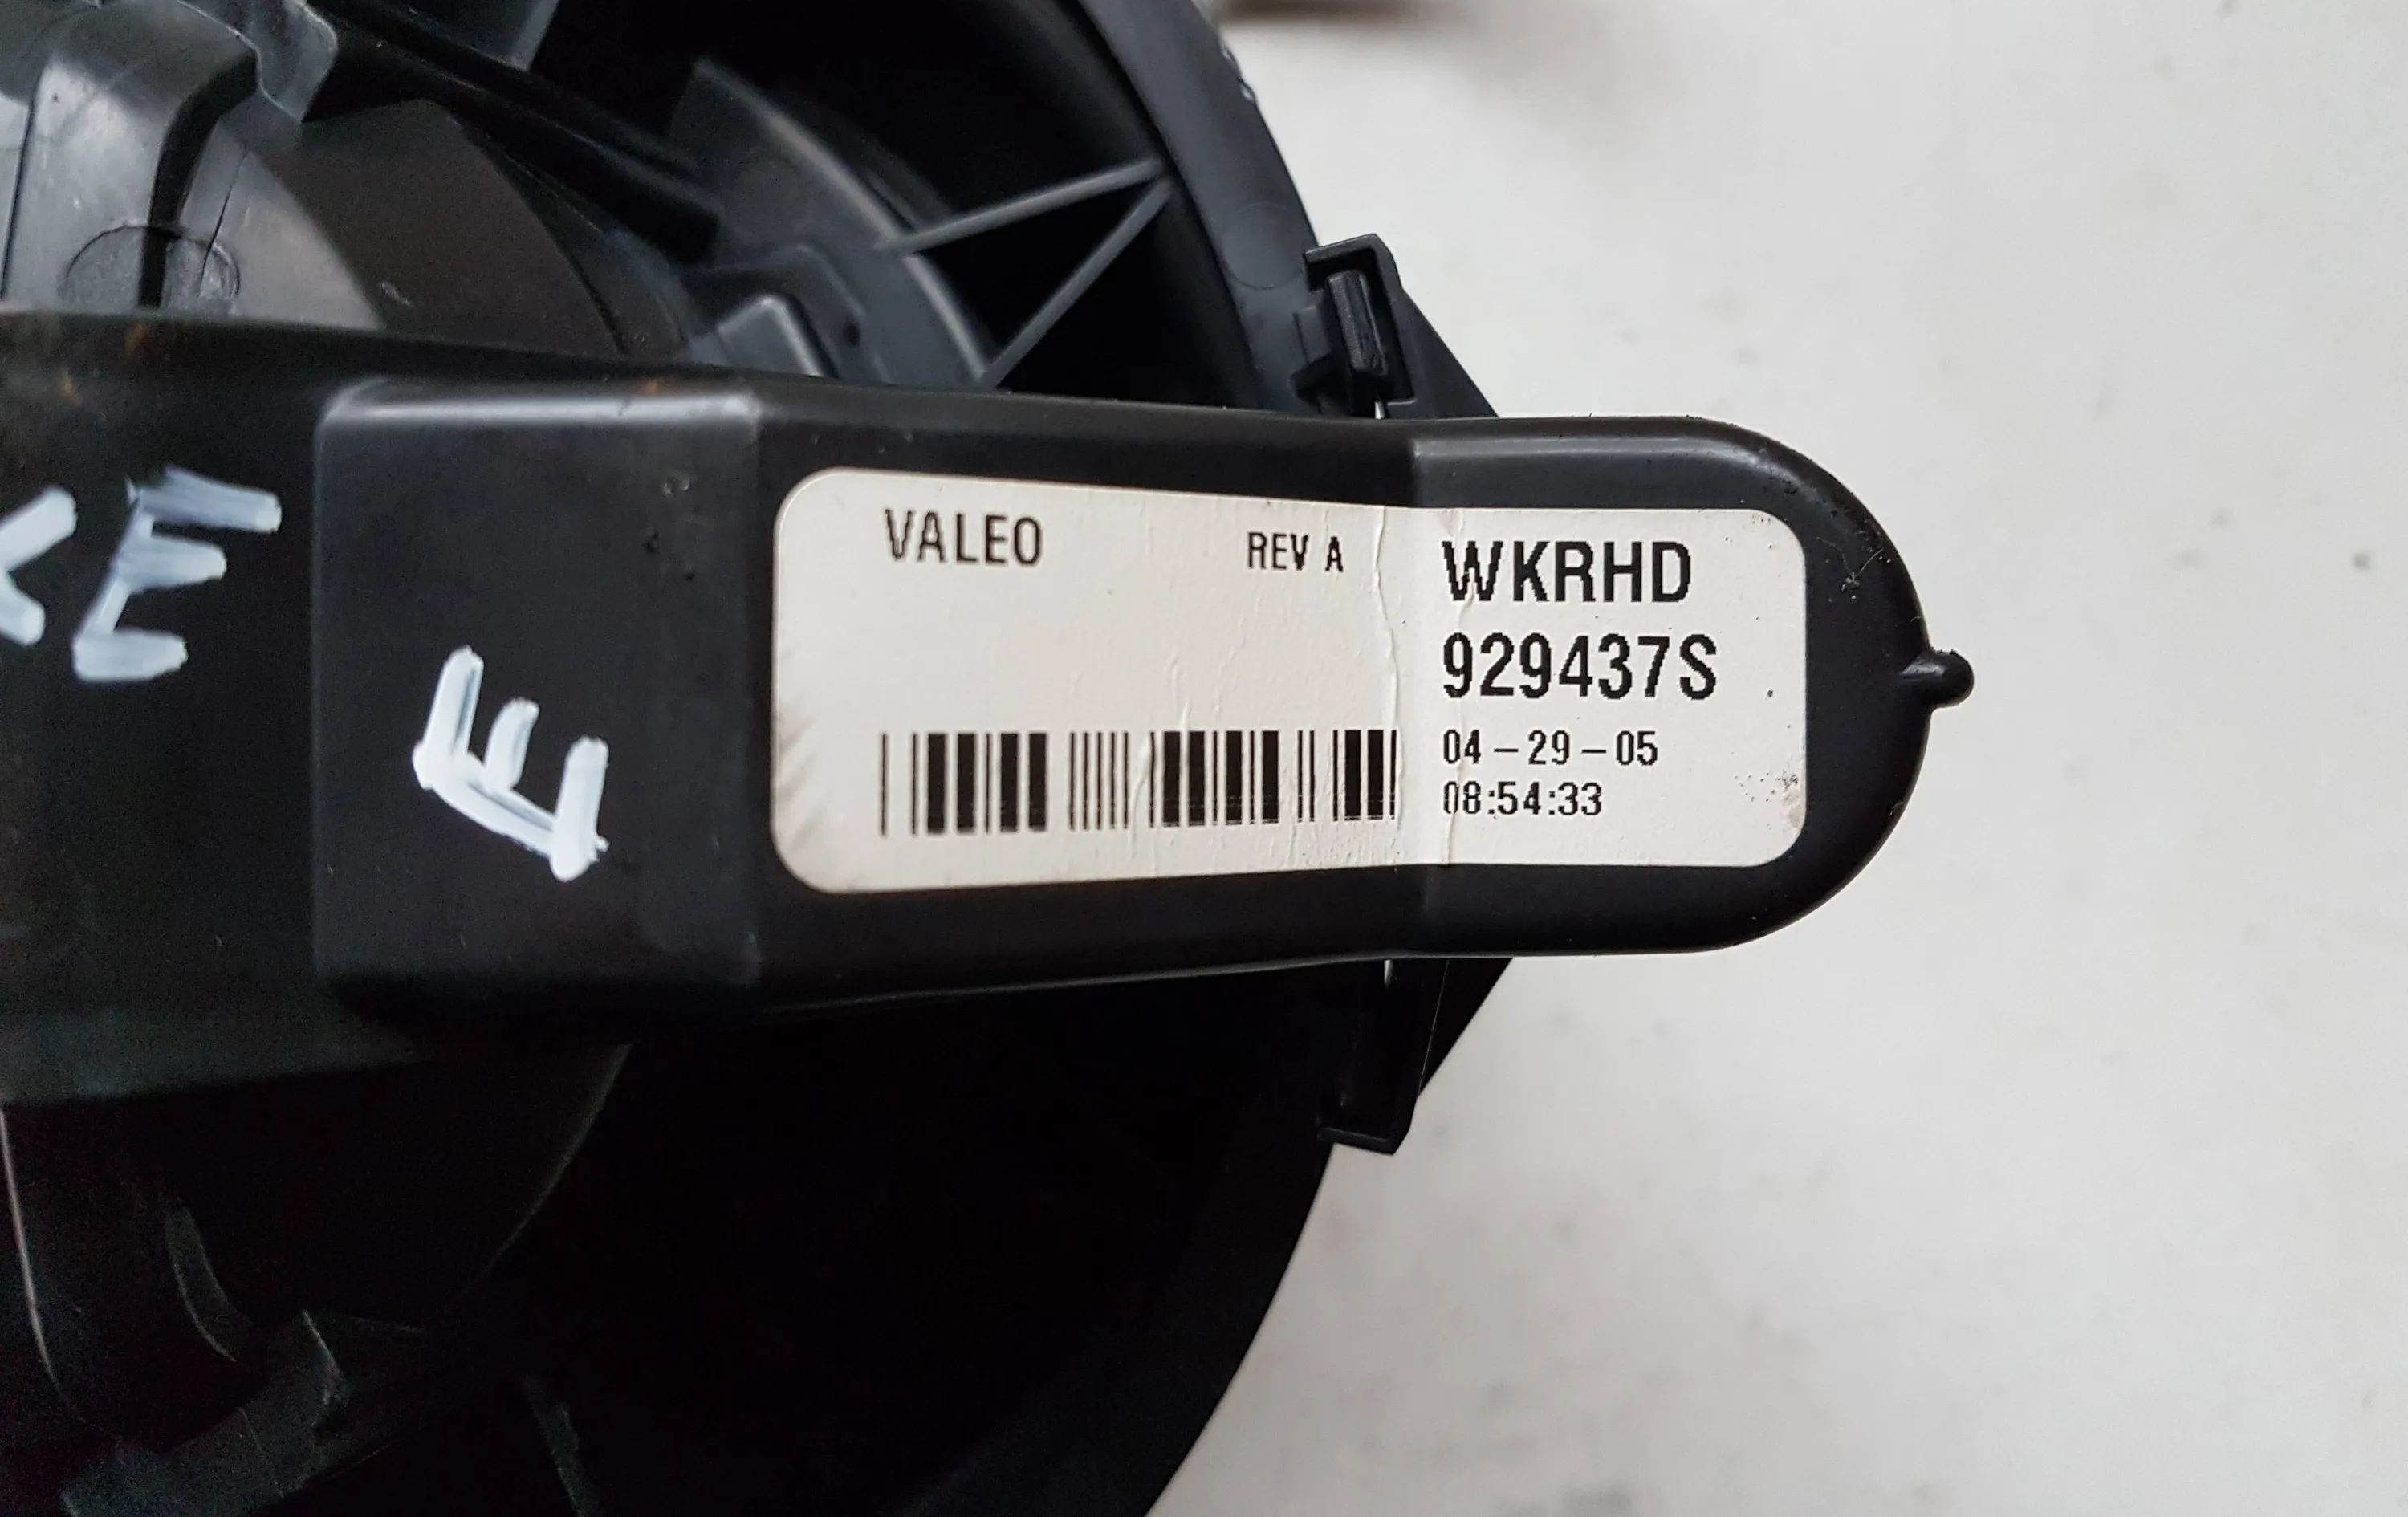 VALEO REV A
WKRHD
929437S
04-29-05
08:54:33
E